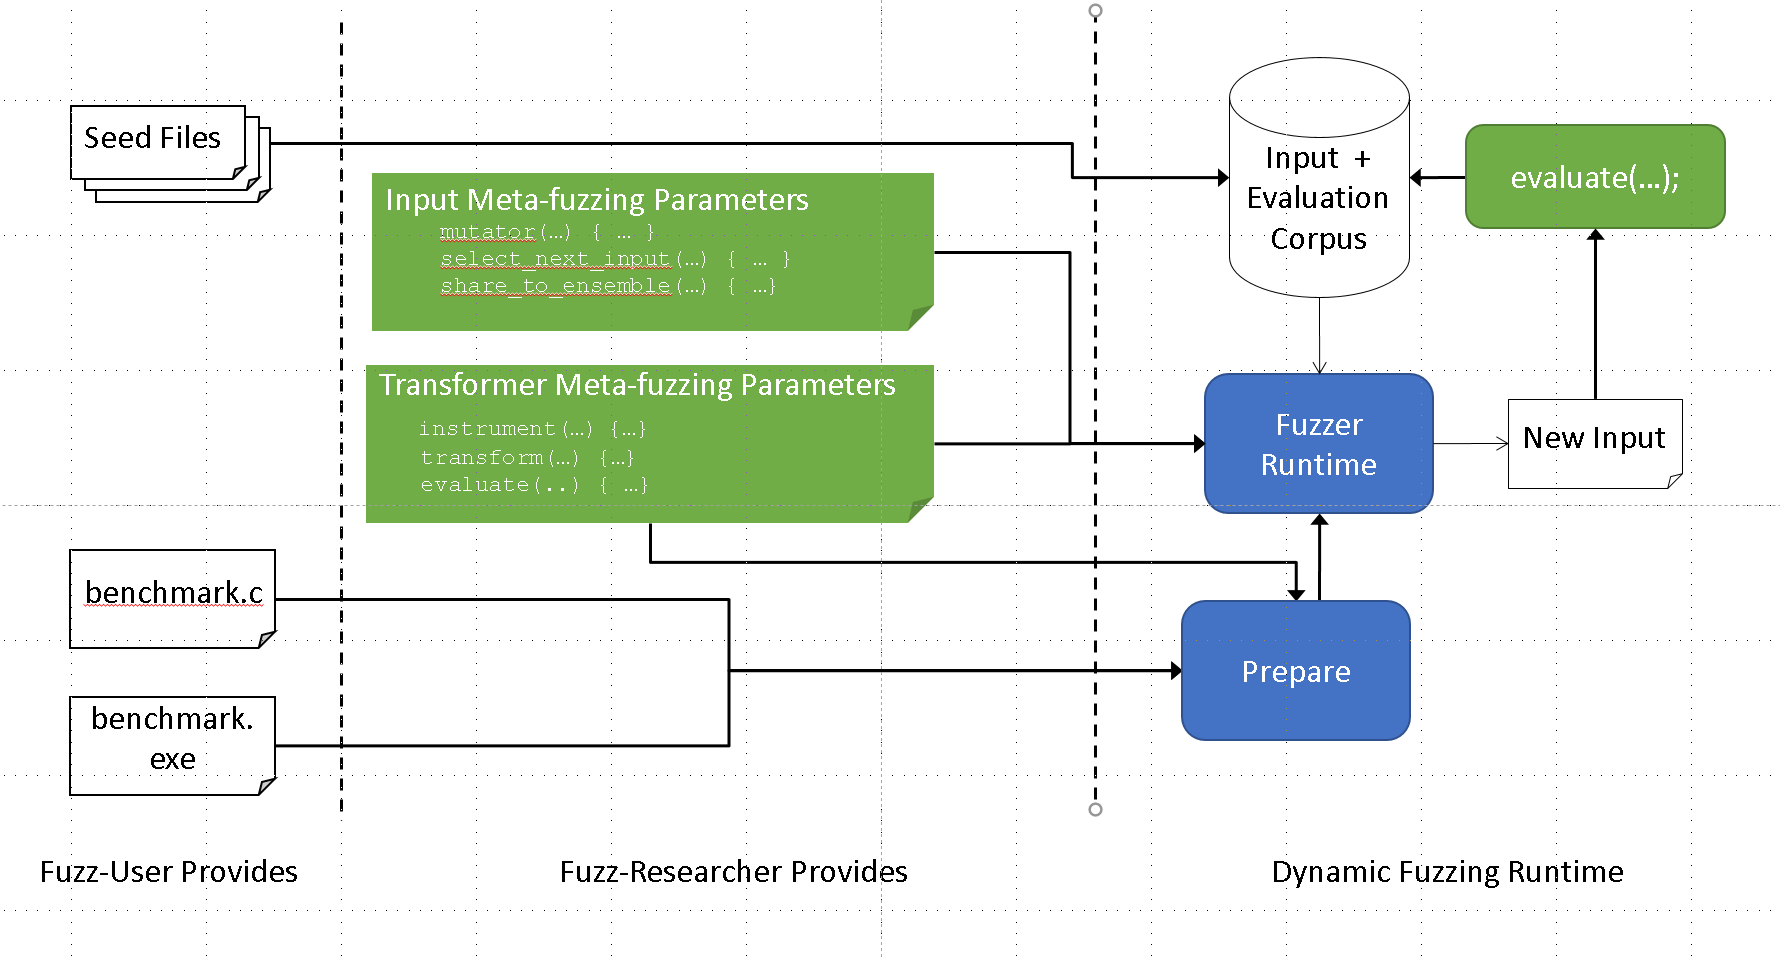 Seed Files
Input Meta-fuzzing Parameters
mutator(…) { … }
select_next_input(…) { … }
share_to_ensemble(…) { …}
Input +
Evaluation
Corpus
evaluate(…);
Transformer Meta-fuzzing Parameters
instrument(…) {…}
transform(…) {…}
evaluate(..) { …}
Fuzzer
Runtime
New Input
benchmark.c
benchmark.
exe
Prepare
Fuzz-User Provides
Fuzz-Researcher Provides
Dynamic Fuzzing Runtime